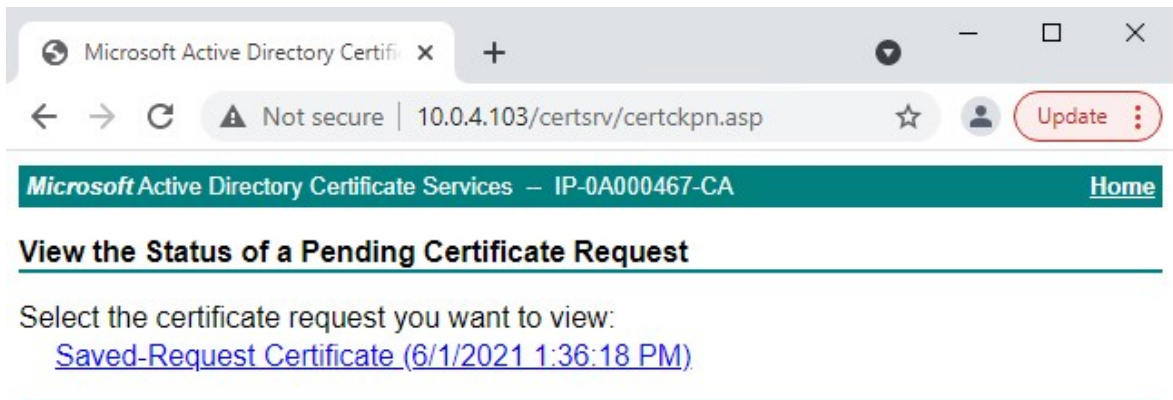 Microsoft Active Directory Certifi
Not secure | 10.0.4.103/certsrv/certckpn.asp
Update
Microsoft Active Directory Certificate Services -- IP-0A000467-CA Home
View the Status of a Pending Certificate Request
Select the certificate request you want to view:
Saved-Request Certificate (6/1/2021 1:36:18 PM)